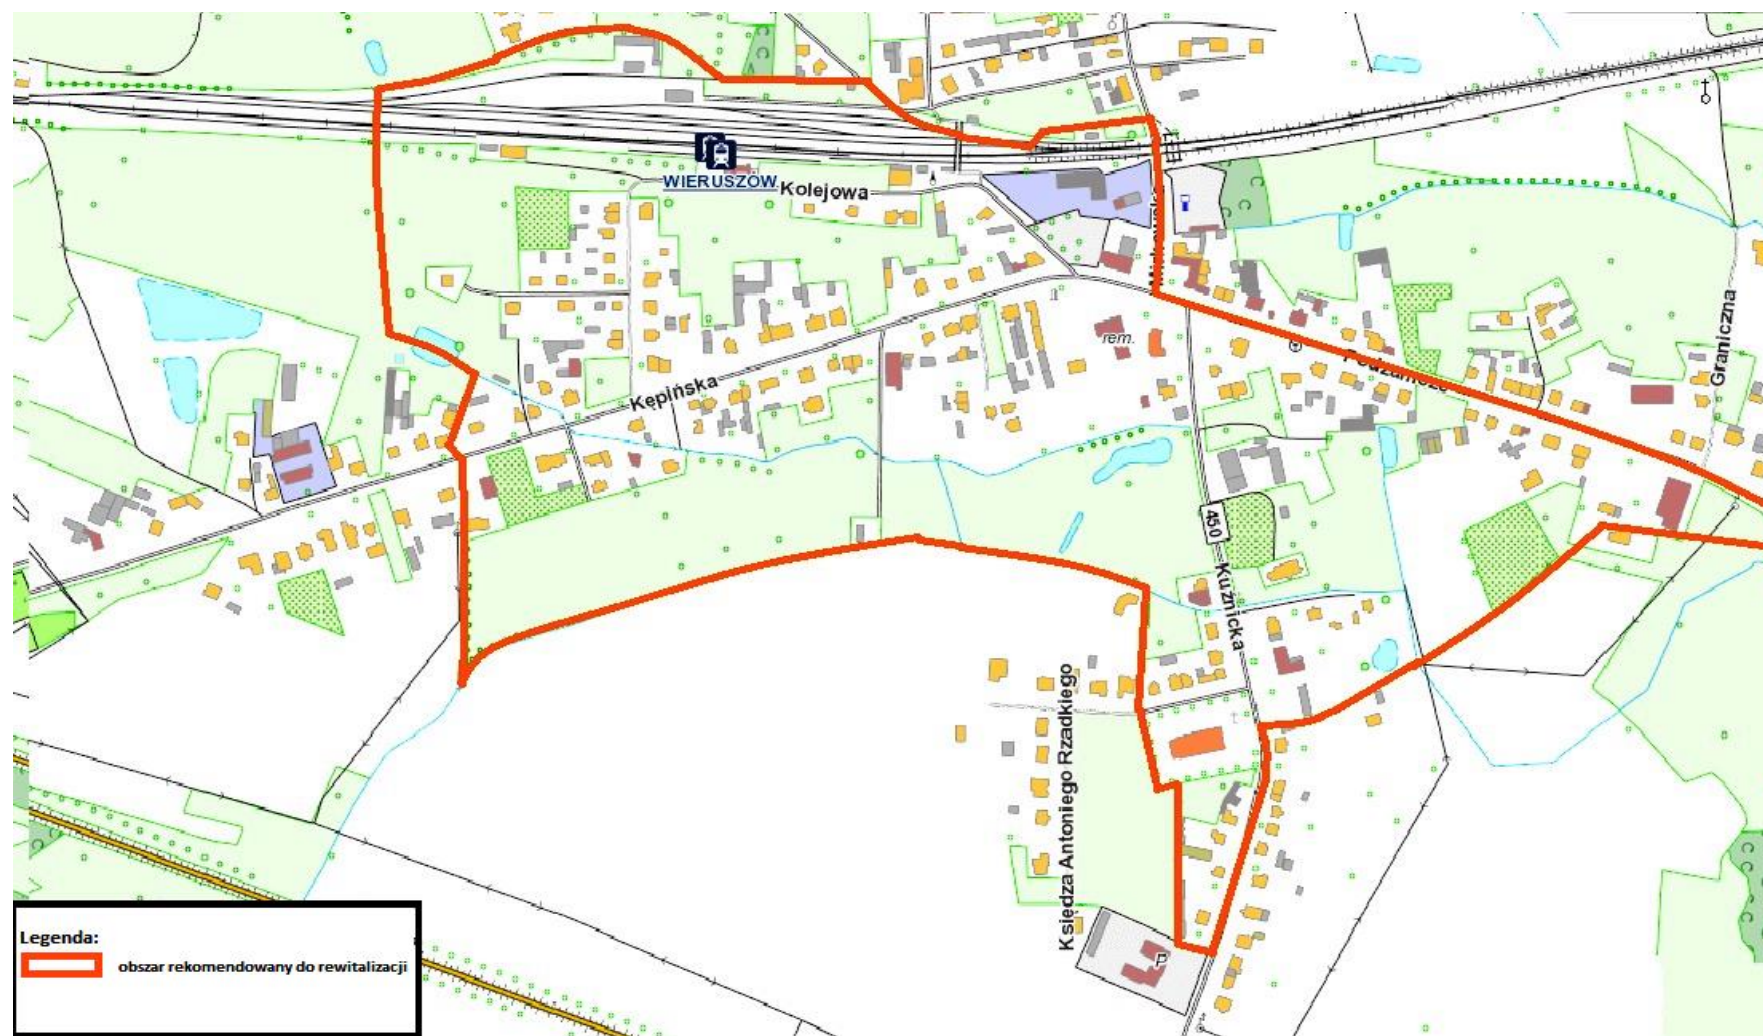 WIERUSZÓW
Kolejowa
Kępińska
rem.
Graniczna
450
Kuźnicka
Księdza Antoniego Rzadkiego
P
Legenda:
obszar rekomendowany do rewitalizacji